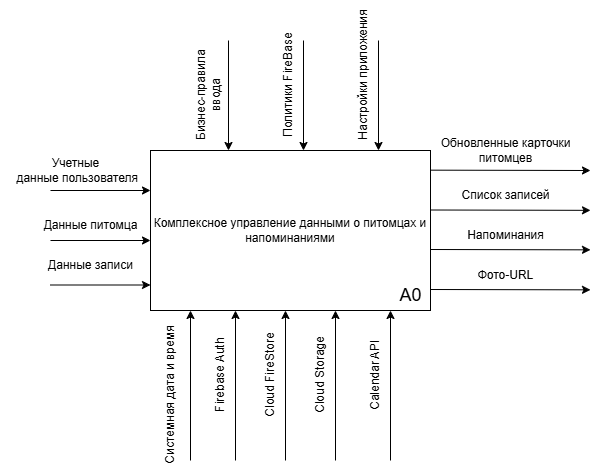 Бизнес-правила
ввода
Политики FireBase
Настройки приложения
Учетные
данные пользователя
Данные питомца
Данные записи
Комплексное управление данными о питомцах и
напоминаниями
A0
Обновленные карточки
питомцев
Список записей
Напоминания
Фото-URL
Системная дата и время
Firebase Auth
Cloud FireStore
Cloud Storage
Calendar API